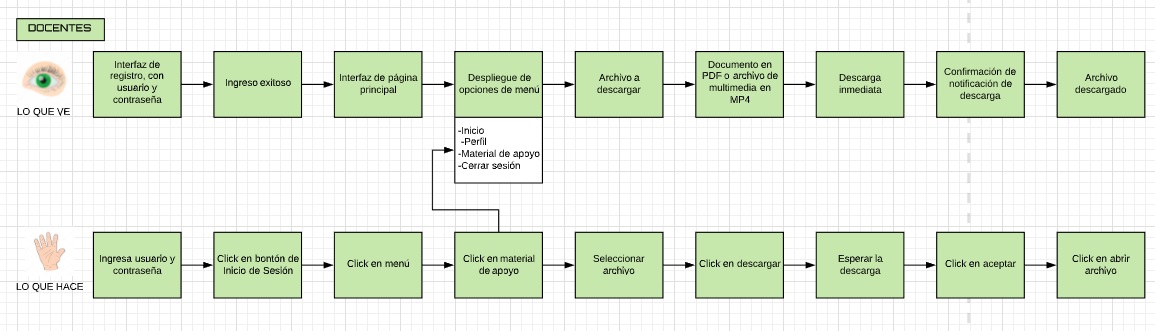 DOCENTES
Interfaz de
registro, con
usuario y
contraseña
Ingreso exitoso
Interfaz de página
principal
Despliegue de
opciones de menú
Archivo a
descargar
Documento en
PDF o archivo de
multimedia en
MP4
Descarga
inmediata
Confirmación de
notificación de
descarga
Archivo
descargado
LO QUE VE
-Inicio
-Perfil
-Material de apoyo
-Cerrar sesión
Ingresa usuario y
contraseña
Click en bontón de
Inicio de Sesión
Click en menú
Click en material
de apoyo
Seleccionar
archivo
Click en descargar
Esperar la
descarga
Click en aceptar
Click en abrir
archivo
LO QUE HACE